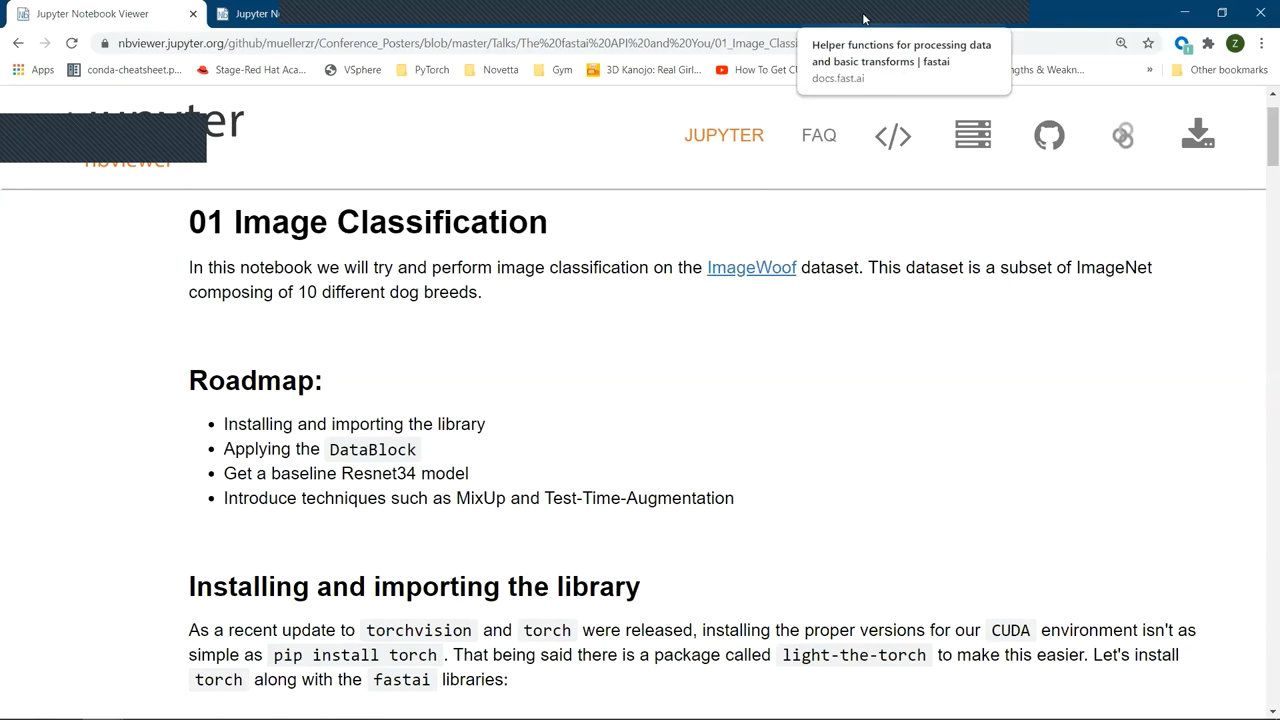 Jupyter Notebook Viewer
Jupyter N
nbviewer.jupyter.org/github/muellerzr/Conference_Posters/blob/master/Talks/The%20fastai%20API%20and%20You/01_Image_Classi
Helper functions for processing data
and basic transforms | fastai
docs.fast.ai
Apps
conda-cheatsheet.p...
Stage-Red Hat Aca...
VSphere
PyTorch
Novetta
Gym
3D Kanojo: Real Girl...
How To Get C
ngths & Weakn...
»
Other bookmarks
Z
JUPYTER
FAQ
01 Image Classification
In this notebook we will try and perform image classification on the ImageWoof dataset. This dataset is a subset of ImageNet
composing of 10 different dog breeds.
Roadmap:
• Installing and importing the library
• Applying the DataBlock
• Get a baseline Resnet34 model
• Introduce techniques such as MixUp and Test-Time-Augmentation
Installing and importing the library
As a recent update to torchvision and torch were released, installing the proper versions for our CUDA environment isn't as
simple as pip install torch. That being said there is a package called light-the-torch to make this easier. Let's install
torch along with the fastai libraries: